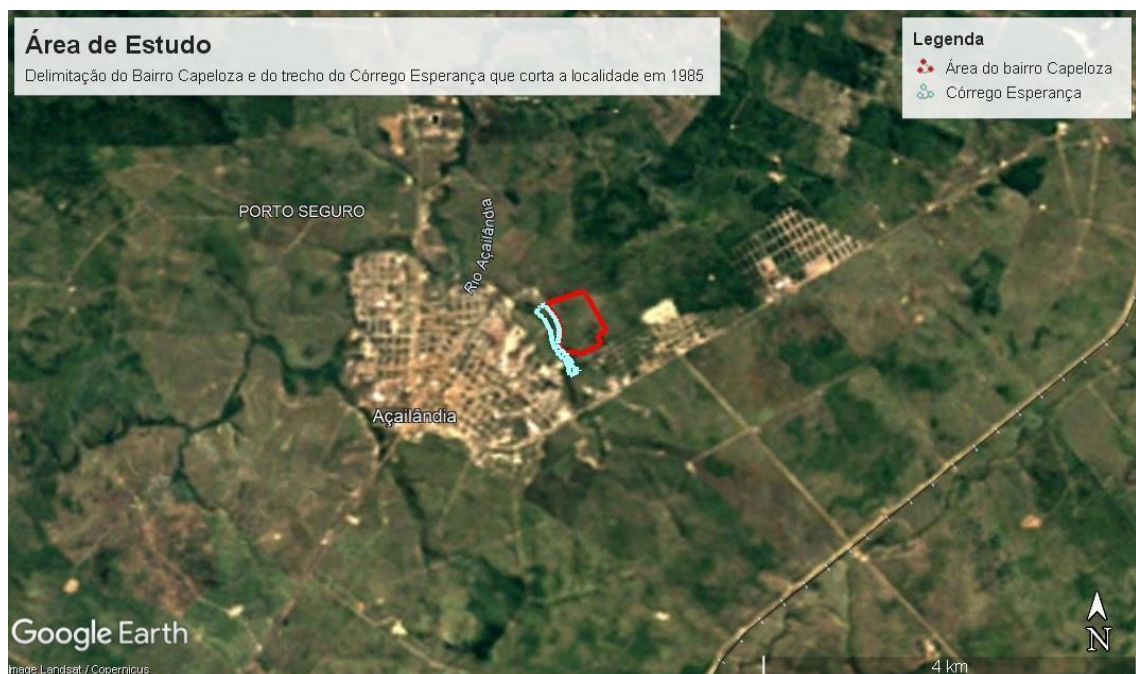 Área de Estudo
Delimitação do Bairro Capeloza e do trecho do Córrego Esperança que corta a localidade em 1985
Legenda
Área do bairro Capeloza
Córrego Esperança
PORTO SEGURO
Rio Açailândia
Açailândia
Google Earth
Image Landsat / Copernicus
N
4 km